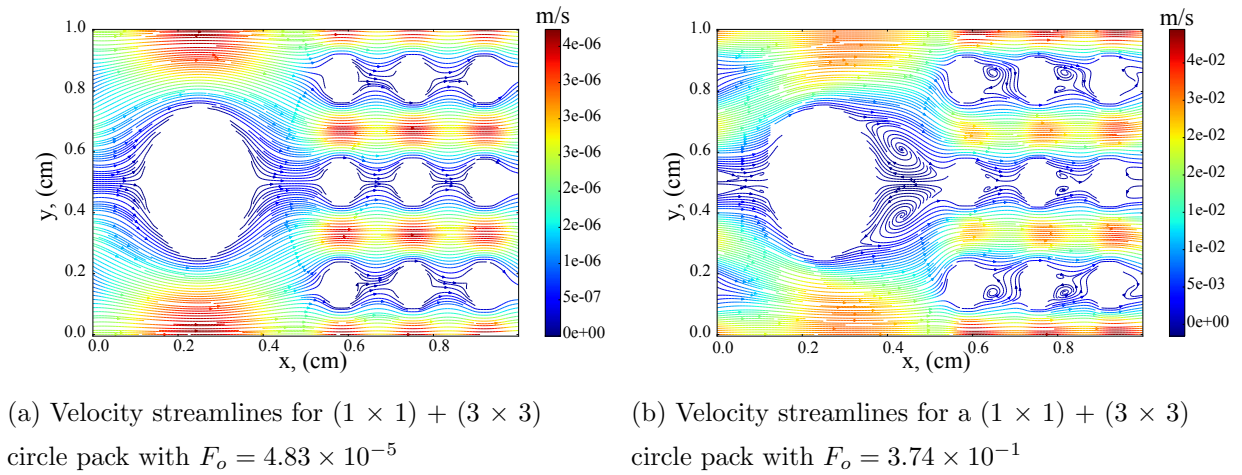 m/s
1.0
0.8
0.6
0.4
0.2
0.0
y, (cm)
0.0 0.2 0.4 0.6 0.8
x, (cm)
4e-06
3e-06
3e-06
2e-06
2e-06
1e-06
5e-07
0e+00
m/s
1.0
0.8
0.6
0.4
0.2
0.0
y, (cm)
0.0 0.2 0.4 0.6 0.8
x, (cm)
4e-02
3e-02
2e-02
2e-02
1e-02
5e-03
0e+00
(a) Velocity streamlines for (1 × 1) + (3 × 3)
circle pack with F_o = 4.83 × 10^{-5}
(b) Velocity streamlines for a (1 × 1) + (3 × 3)
circle pack with F_o = 3.74 × 10^{-1}